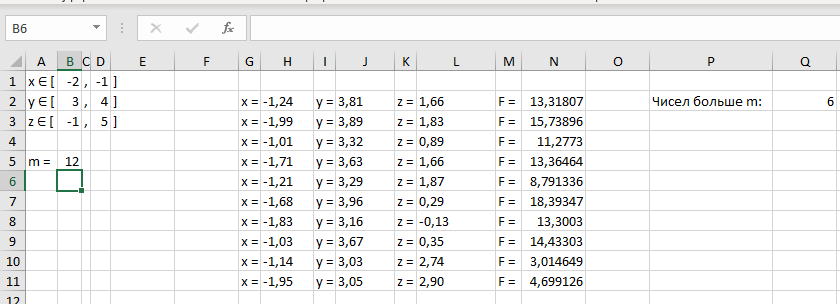 B6 fx
A B C D E F G H I J K L M N O P Q
1 x ∈ [ -2 , -1 ]
2 y ∈ [ 3 , 4 ] x = -1,24 y = 3,81 z = 1,66 F = 13,31807 Чисел больше m: 6
3 z ∈ [ -1 , 5 ] x = -1,99 y = 3,89 z = 1,83 F = 15,73896
4 x = -1,01 y = 3,32 z = 0,89 F = 11,2773
5 m = 12 x = -1,71 y = 3,63 z = 1,66 F = 13,36464
6 x = -1,21 y = 3,29 z = 1,87 F = 8,791336
7 x = -1,68 y = 3,96 z = 0,29 F = 18,39347
8 x = -1,83 y = 3,16 z = -0,13 F = 13,3003
9 x = -1,03 y = 3,67 z = 0,35 F = 14,43303
10 x = -1,14 y = 3,03 z = 2,74 F = 3,014649
11 x = -1,95 y = 3,05 z = 2,90 F = 4,699126
12